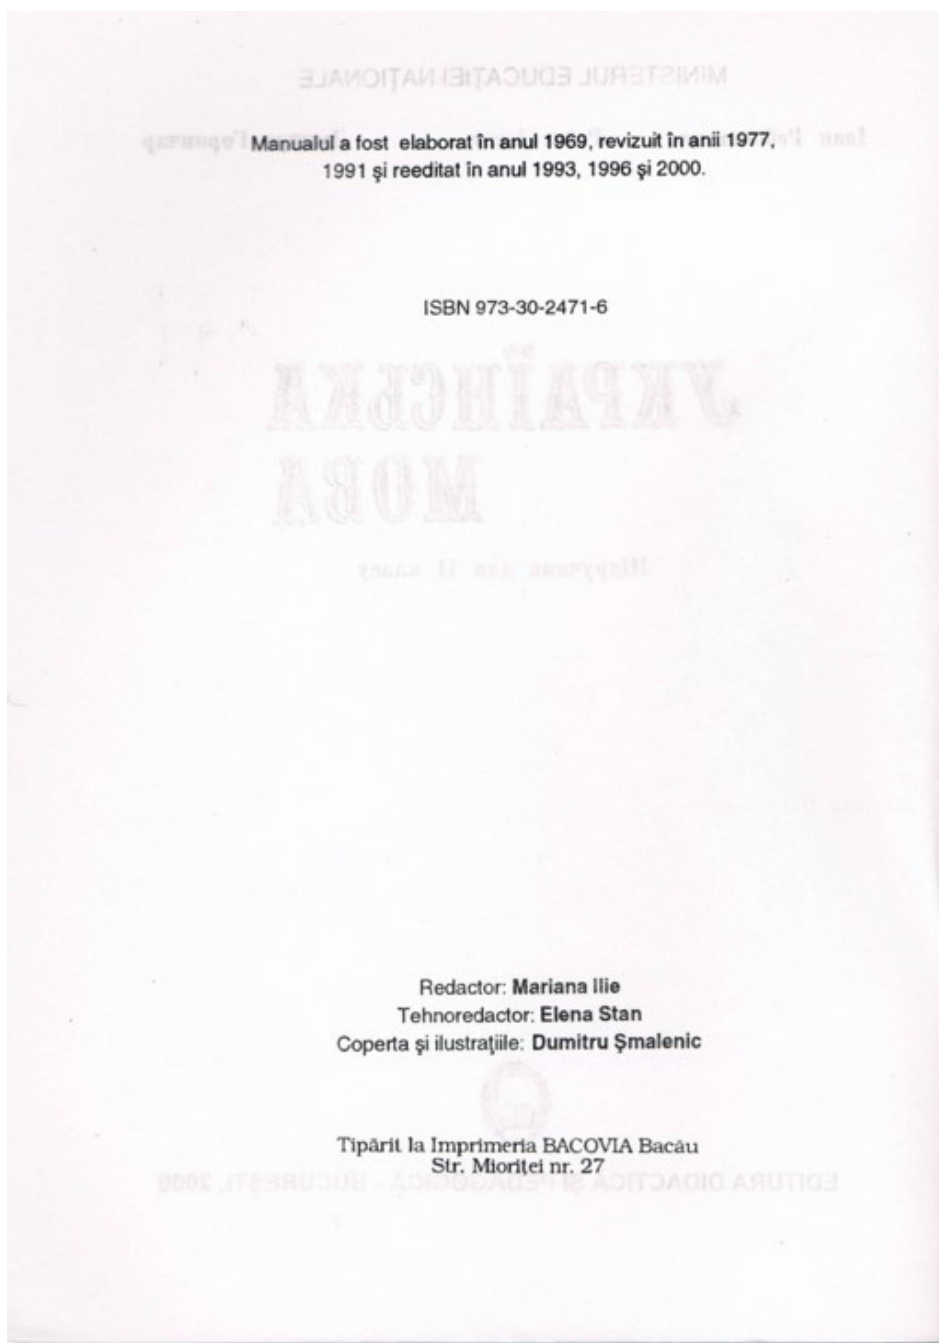 Manualul a fost elaborat în anul 1969, revizuit în anii 1977,
1991 şi reeditat în anul 1993, 1996 şi 2000.
ISBN 973-30-2471-6
Redactor: Mariana Ilie
Tehnoredactor: Elena Stan
Coperta şi ilustraţiile: Dumitru Şmalenic
Tipărit la Imprimeria BACOVIA Bacău
Str. Mioriţei nr. 27